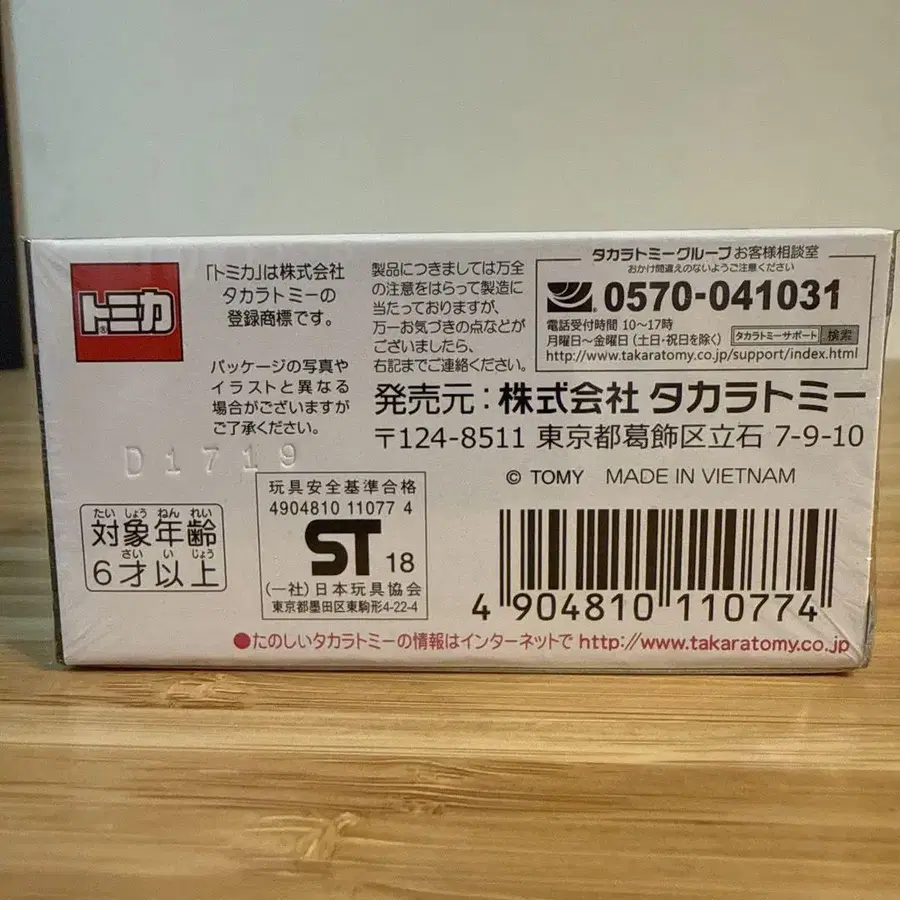 トミカ®
「トミカ」は株式会社
タカラトミーの
登録商標です。
パッケージの写真や
イラストと異なる
場合がございますが
ご了承ください。
D1719
製品につきましては万全
の注意をはらって製造に
当たっておりますが、
万一お気づきの点などが
ございましたら、
右記までご連絡ください。
タカラトミーグループ お客様相談室
おかけ間違えのないようご注意ください
0570-041031
電話受付時間 10〜17時
月曜日〜金曜日(土・祝日を除く)
タカラトミーサポート 検索
http://www.takaratomy.co.jp/support/index.html
発売元:株式会社 タカラトミー
〒124-8511 東京都葛飾区立石 7-9-10
© TOMY MADE IN VIETNAM
たい しょう ねん れい
対象年齢
さい い じょう
6才以上
玩具安全基準合格
4904810 11077 4
ST 18
(一社)日本玩具協会
東京都墨田区東駒形4-22-4
4 904810 110774
●たのしいタカラトミーの情報はインターネットで http://www.takaratomy.co.jp